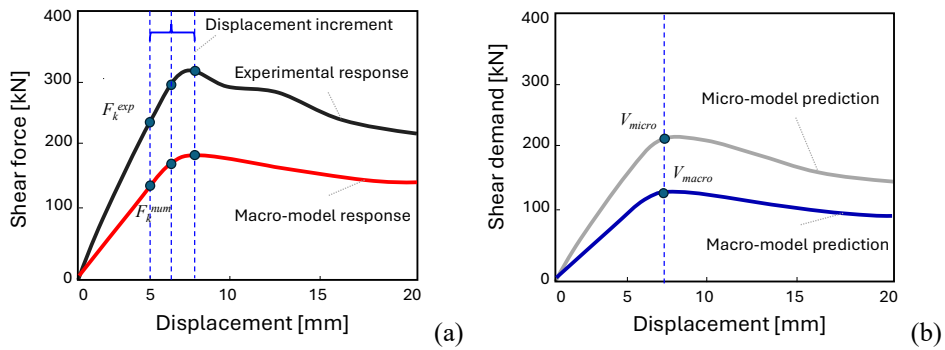 Shear force [kN]
400
300
200
100
0
0
5
10
15
20
Displacement [mm]
Displacement increment
Experimental response
F_k^exp
F_k^num
Macro-model response
(a)
Shear demand [kN]
400
300
200
100
0
0
5
10
15
20
Displacement [mm]
Micro-model prediction
V_micro
V_macro
Macro-model prediction
(b)